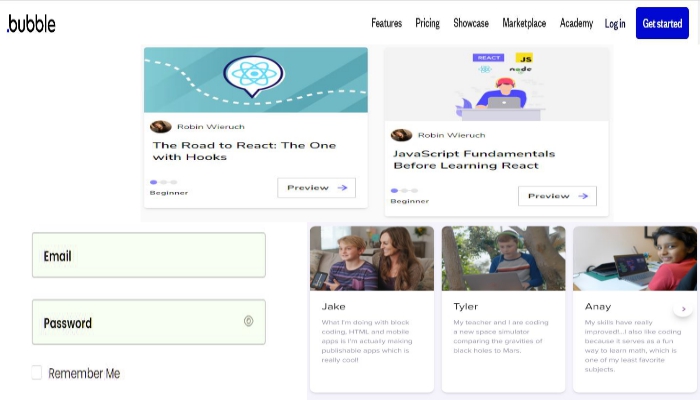 .bubble
Features Pricing Showcase Marketplace Academy Log in Get started
REACT
JS
node
Robin Wieruch
The Road to React: The One
with Hooks
Beginner
Preview →
Robin Wieruch
JavaScript Fundamentals
Before Learning React
Beginner
Preview →
Email
Password
Remember Me
Jake
What I'm doing with block
coding, HTML and mobile
apps is I'm actually making
publishable apps which is
really cool!
Tyler
My teacher and I are coding
a new space simulator
comparing the gravities of
black holes to Mars.
Anay
My skills have really
improved!...I also like coding
because it serves as a fun
way to learn math, which is
one of my least favorite
subjects.